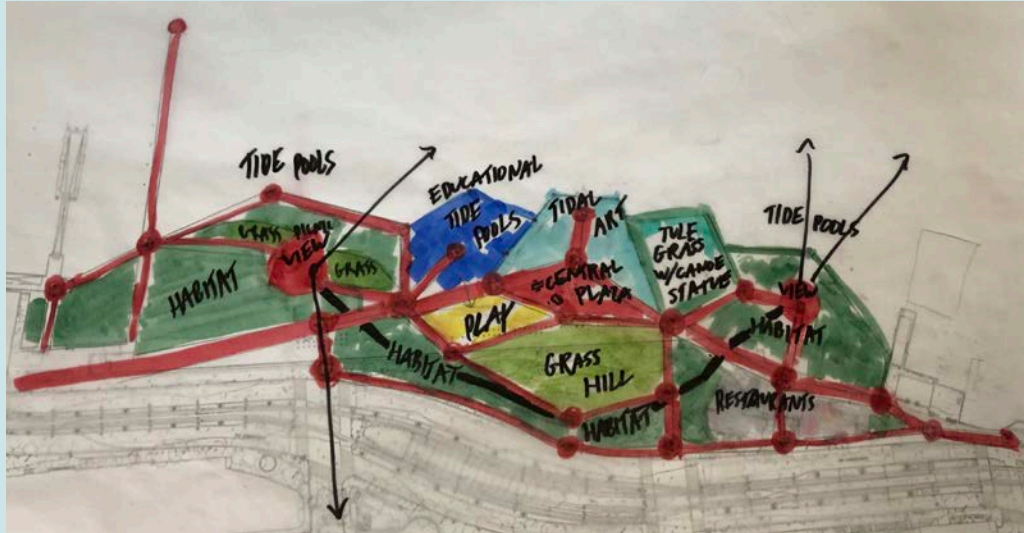 TIDE POOLS
EDUCATIONAL
TIDE
POOLS
TIDAL
ART
TULE
GRASS
W/CANOE
STATUE
TIDE POOLS
GRASS
VIEW
GRASS
HABITAT
CENTRAL
PLAZA
VIEW
PLAY
HABITAT
HABITAT
GRASS
HILL
RESTAURANTS
HABITAT